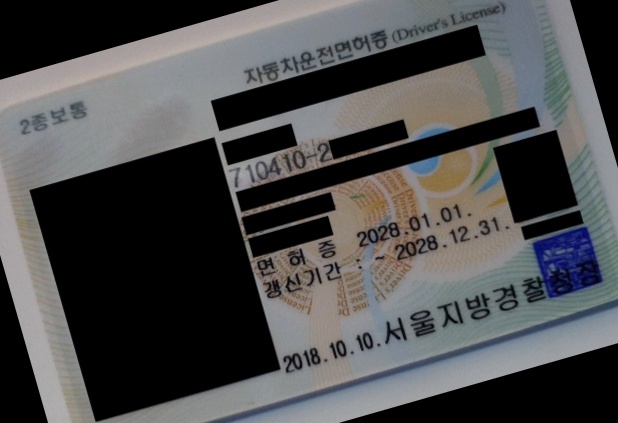 자동차운전면허증 (Driver's License)
2종보통
710410-2
면 허 증 2028.01.01.
갱신기간 : ~ 2028.12.31.
2018.10.10. 서울지방경찰청장